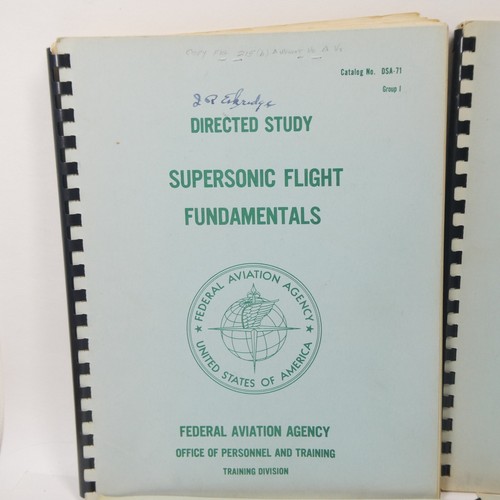 Catalog No. DSA-71
Group I
DIRECTED STUDY
SUPERSONIC FLIGHT
FUNDAMENTALS
FEDERAL AVIATION AGENCY
UNITED STATES OF AMERICA
FEDERAL AVIATION AGENCY
OFFICE OF PERSONNEL AND TRAINING
TRAINING DIVISION